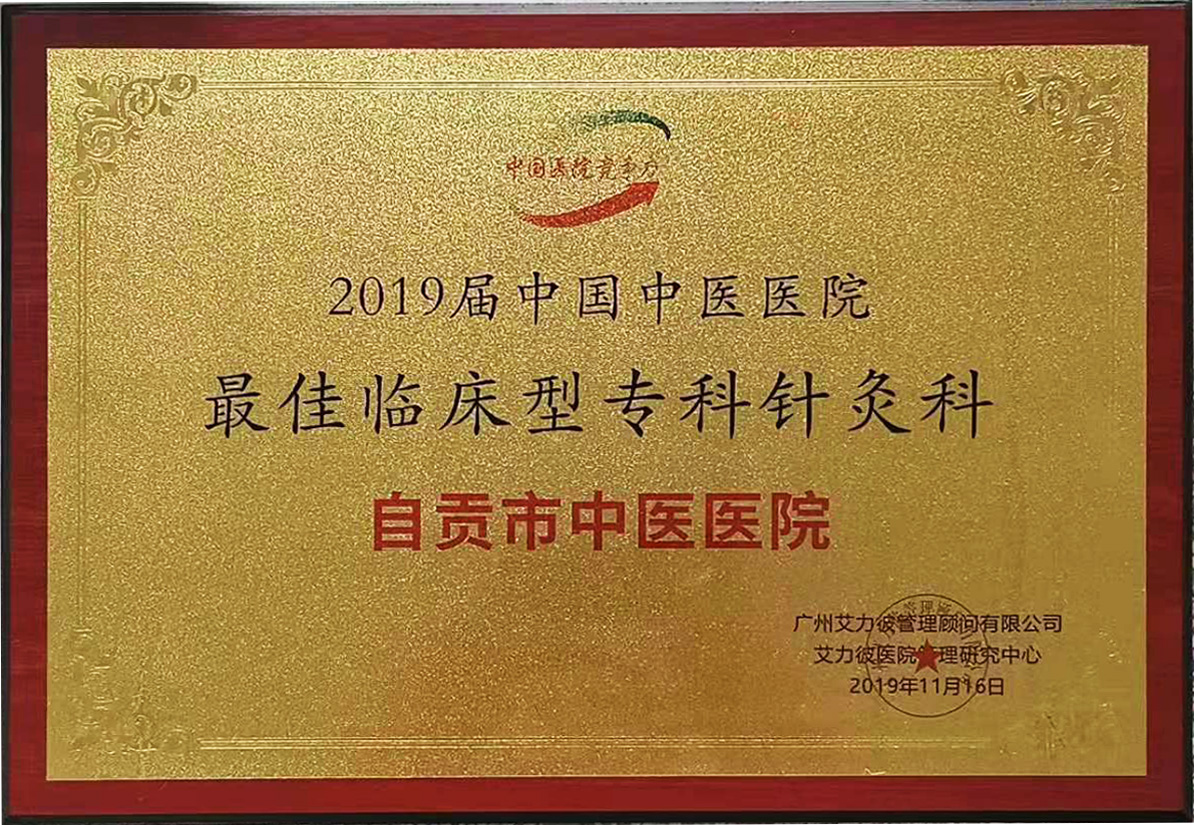 中国医院竞争力
2019届中国中医医院
最佳临床型专科针灸科
自贡市中医医院
广州艾力彼管理顾问有限公司
艾力彼医院管理研究中心
2019年11月16日